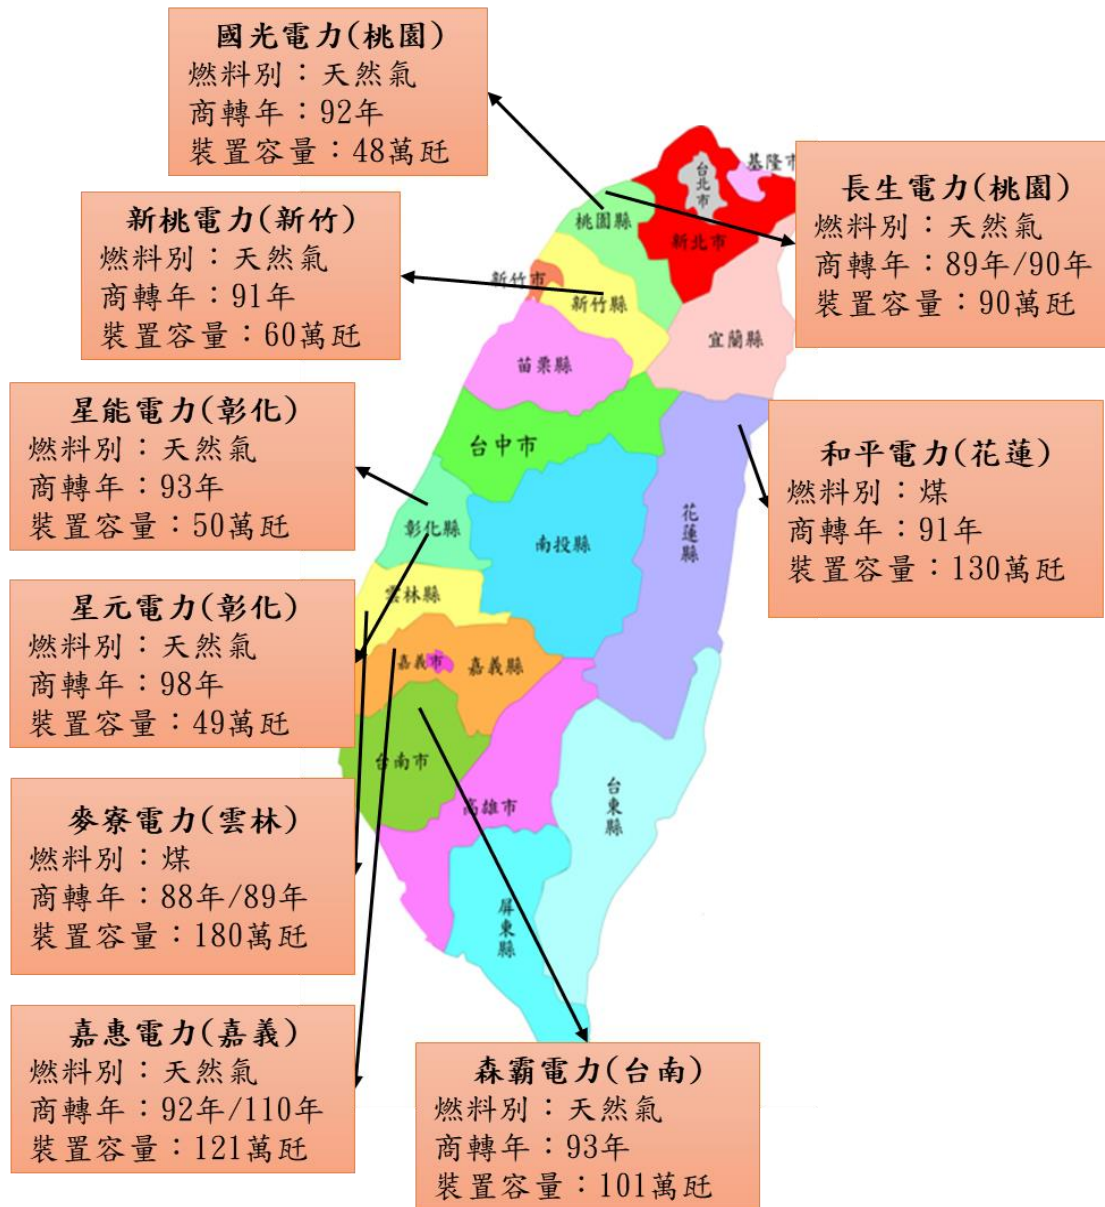 國光電力(桃園)
燃料別：天然氣
商轉年：92年
裝置容量：48萬瓩
長生電力(桃園)
燃料別：天然氣
商轉年：89年/90年
裝置容量：90萬瓩
新桃電力(新竹)
燃料別：天然氣
商轉年：91年
裝置容量：60萬瓩
星能電力(彰化)
燃料別：天然氣
商轉年：93年
裝置容量：50萬瓩
和平電力(花蓮)
燃料別：煤
商轉年：91年
裝置容量：130萬瓩
星元電力(彰化)
燃料別：天然氣
商轉年：98年
裝置容量：49萬瓩
麥寮電力(雲林)
燃料別：煤
商轉年：88年/89年
裝置容量：180萬瓩
嘉惠電力(嘉義)
燃料別：天然氣
商轉年：92年/110年
裝置容量：121萬瓩
森霸電力(台南)
燃料別：天然氣
商轉年：93年
裝置容量：101萬瓩
基隆市
台北市
新北市
桃園縣
新竹市
新竹縣
宜蘭縣
苗栗縣
台中市
彰化縣
南投縣
花蓮縣
雲林縣
嘉義市
嘉義縣
台南市
高雄市
台東縣
屏東縣